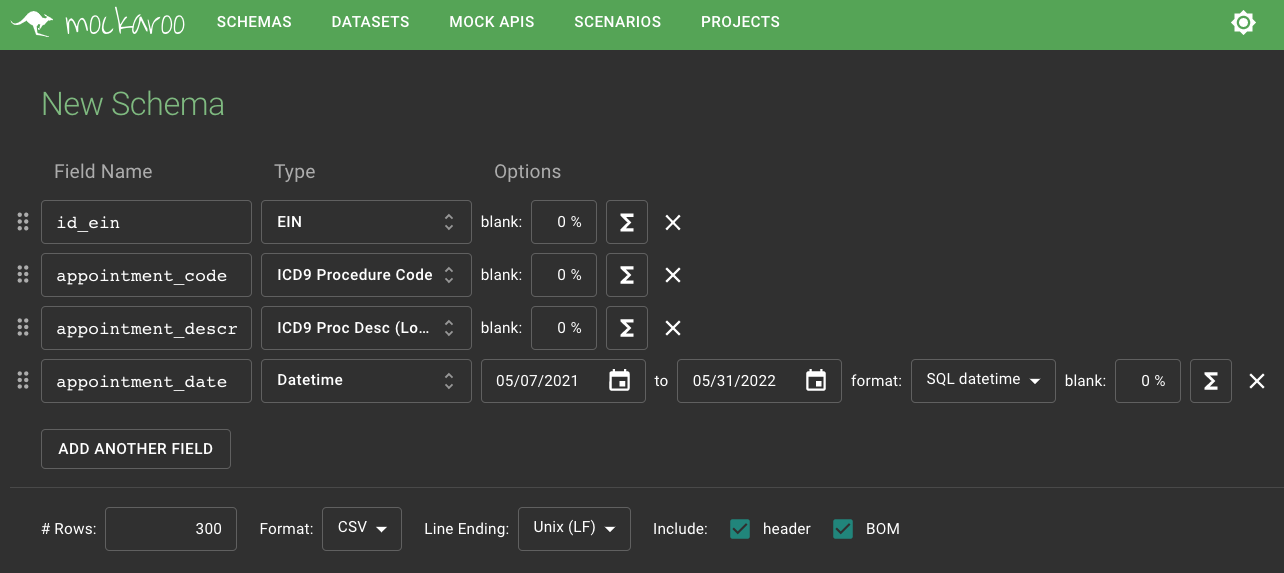 mockaroo SCHEMAS DATASETS MOCK APIS SCENARIOS PROJECTS
New Schema
Field Name Type Options
id_ein EIN blank: 0 % Σ
appointment_code ICD9 Procedure Code blank: 0 % Σ
appointment_descr ICD9 Proc Desc (Lo... blank: 0 % Σ
appointment_date Datetime 05/07/2021 to 05/31/2022 format: SQL datetime blank: 0 % Σ
ADD ANOTHER FIELD
# Rows: 300 Format: CSV Line Ending: Unix (LF) Include: header BOM